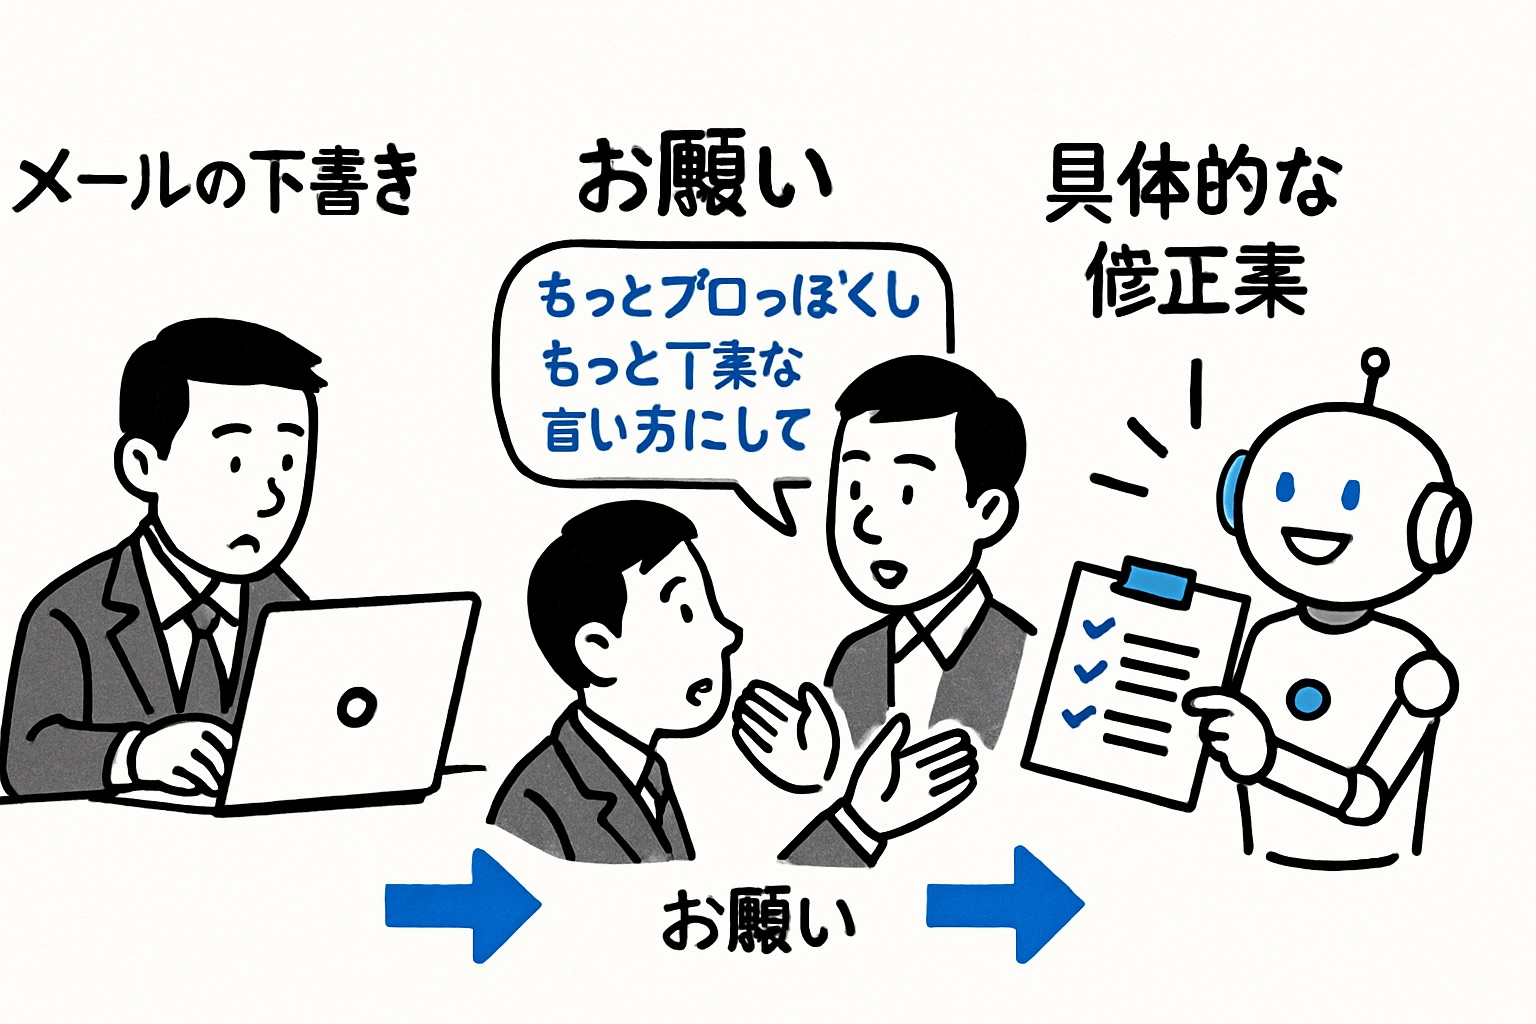 メールの下書き
お願い
もっとプロっぽくし
もっと丁素な
言い方にして
具体的な
修正素
お願い